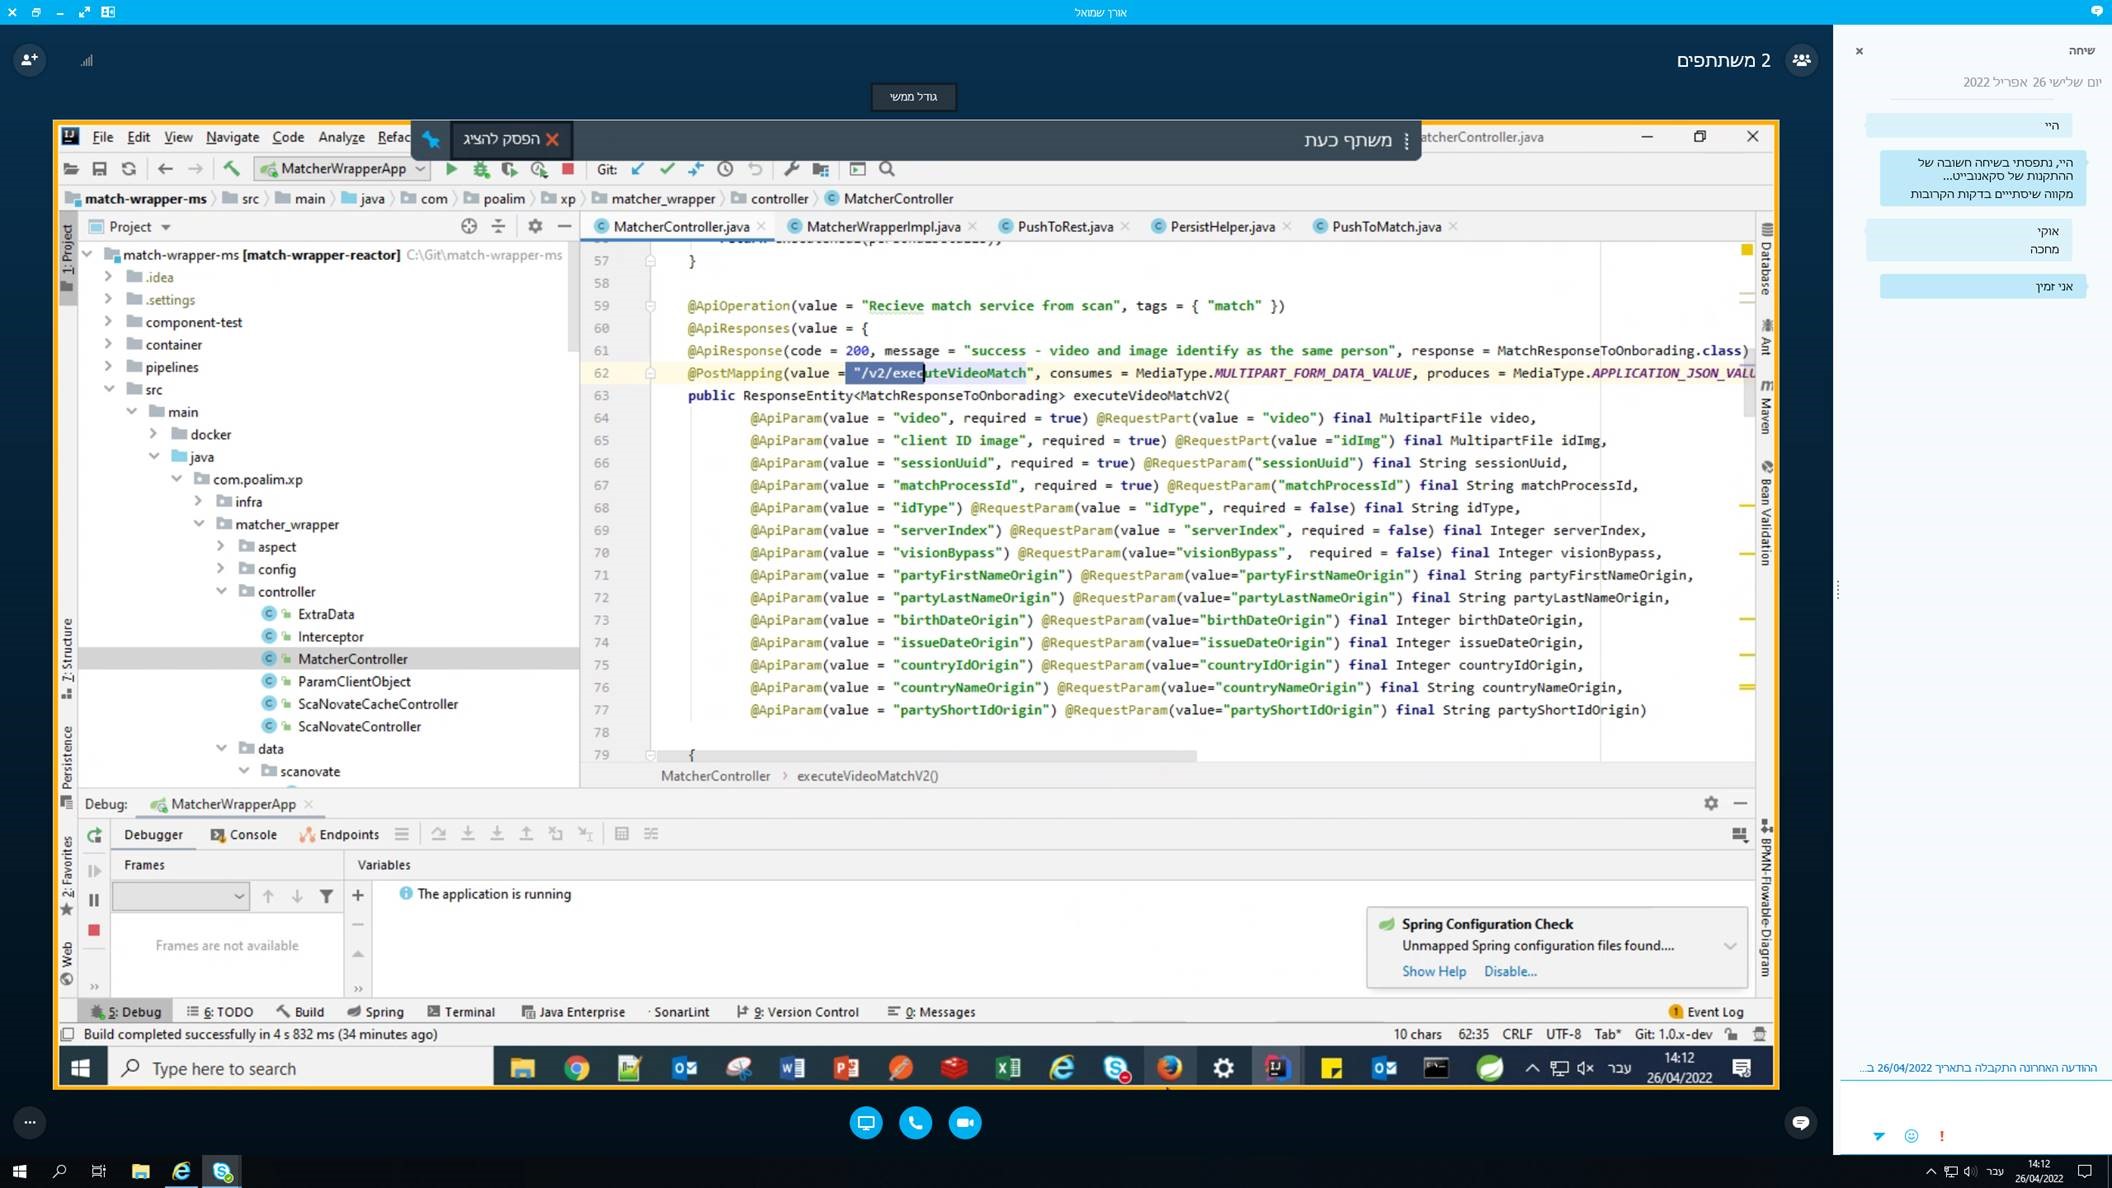 אורן שמואל
2 משתתפים
גודל ממשי
File Edit View Navigate Code Analyze Refac
הפסק להציג
משתף כעת
atcherController.java
MatcherWrapperApp
Git:
match-wrapper-ms src main java com poalim xp matcher_wrapper controller MatcherController
Project
MatcherController.java MatcherWrapperImpl.java PushToRest.java PersistHelper.java PushToMatch.java
1: Project
7: Structure
Persistence
2: Favorites
Web
match-wrapper-ms [match-wrapper-reactor] C:\Git\match-wrapper-ms
.idea
.settings
component-test
container
pipelines
src
main
docker
java
com.poalim.xp
infra
matcher_wrapper
aspect
config
controller
ExtraData
Interceptor
MatcherController
ParamClientObject
ScaNovateCacheController
ScaNovateController
data
scanovate
57 }
58
59 @ApiOperation(value = "Recieve match service from scan", tags = { "match" })
60 @ApiResponses(value = {
61 @ApiResponse(code = 200, message = "success - video and image identify as the same person", response = MatchResponseToOnborading.class)
62 @PostMapping(value = "/v2/executeVideoMatch", consumes = MediaType.MULTIPART_FORM_DATA_VALUE, produces = MediaType.APPLICATION_JSON_VALU
63 public ResponseEntity<MatchResponseToOnborading> executeVideoMatchV2(
64 @ApiParam(value = "video", required = true) @RequestPart(value = "video") final MultipartFile video,
65 @ApiParam(value = "client ID image", required = true) @RequestPart(value ="idImg") final MultipartFile idImg,
66 @ApiParam(value = "sessionUuid", required = true) @RequestParam("sessionUuid") final String sessionUuid,
67 @ApiParam(value = "matchProcessId", required = true) @RequestParam("matchProcessId") final String matchProcessId,
68 @ApiParam(value = "idType") @RequestParam(value = "idType", required = false) final String idType,
69 @ApiParam(value = "serverIndex") @RequestParam(value = "serverIndex", required = false) final Integer serverIndex,
70 @ApiParam(value = "visionBypass") @RequestParam(value="visionBypass", required = false) final Integer visionBypass,
71 @ApiParam(value = "partyFirstNameOrigin") @RequestParam(value="partyFirstNameOrigin") final String partyFirstNameOrigin,
72 @ApiParam(value = "partyLastNameOrigin") @RequestParam(value="partyLastNameOrigin") final String partyLastNameOrigin,
73 @ApiParam(value = "birthDateOrigin") @RequestParam(value="birthDateOrigin") final Integer birthDateOrigin,
74 @ApiParam(value = "issueDateOrigin") @RequestParam(value="issueDateOrigin") final Integer issueDateOrigin,
75 @ApiParam(value = "countryIdOrigin") @RequestParam(value="countryIdOrigin") final Integer countryIdOrigin,
76 @ApiParam(value = "countryNameOrigin") @RequestParam(value="countryNameOrigin") final String countryNameOrigin,
77 @ApiParam(value = "partyShortIdOrigin") @RequestParam(value="partyShortIdOrigin") final String partyShortIdOrigin)
78
79 {
MatcherController executeVideoMatchV2()
Database
Ant
Maven
Bean Validation
BPMN-Flowable-Diagram
Debug: MatcherWrapperApp
Debugger Console Endpoints
Frames Variables
The application is running
Frames are not available
Spring Configuration Check
Unmapped Spring configuration files found....
Show Help Disable...
5: Debug 6: TODO Build Spring Terminal Java Enterprise SonarLint 9: Version Control 0: Messages 1 Event Log
Build completed successfully in 4 s 832 ms (34 minutes ago) 10 chars 62:35 CRLF UTF-8 Tab* Git: 1.0.x-dev
Type here to search
עבר
14:12
26/04/2022
שיחה
יום שלישי 26 אפריל 2022
היי
היי, נתפסתי בשיחה חשובה של
ההתקנות של סקאנובייט...
מקווה שיסתיים בדקות הקרובות
אוקי
מחכה
אני זמין
ההודעה האחרונה התקבלה בתאריך 26/04/2022 ב...
עבר
14:12
26/04/2022